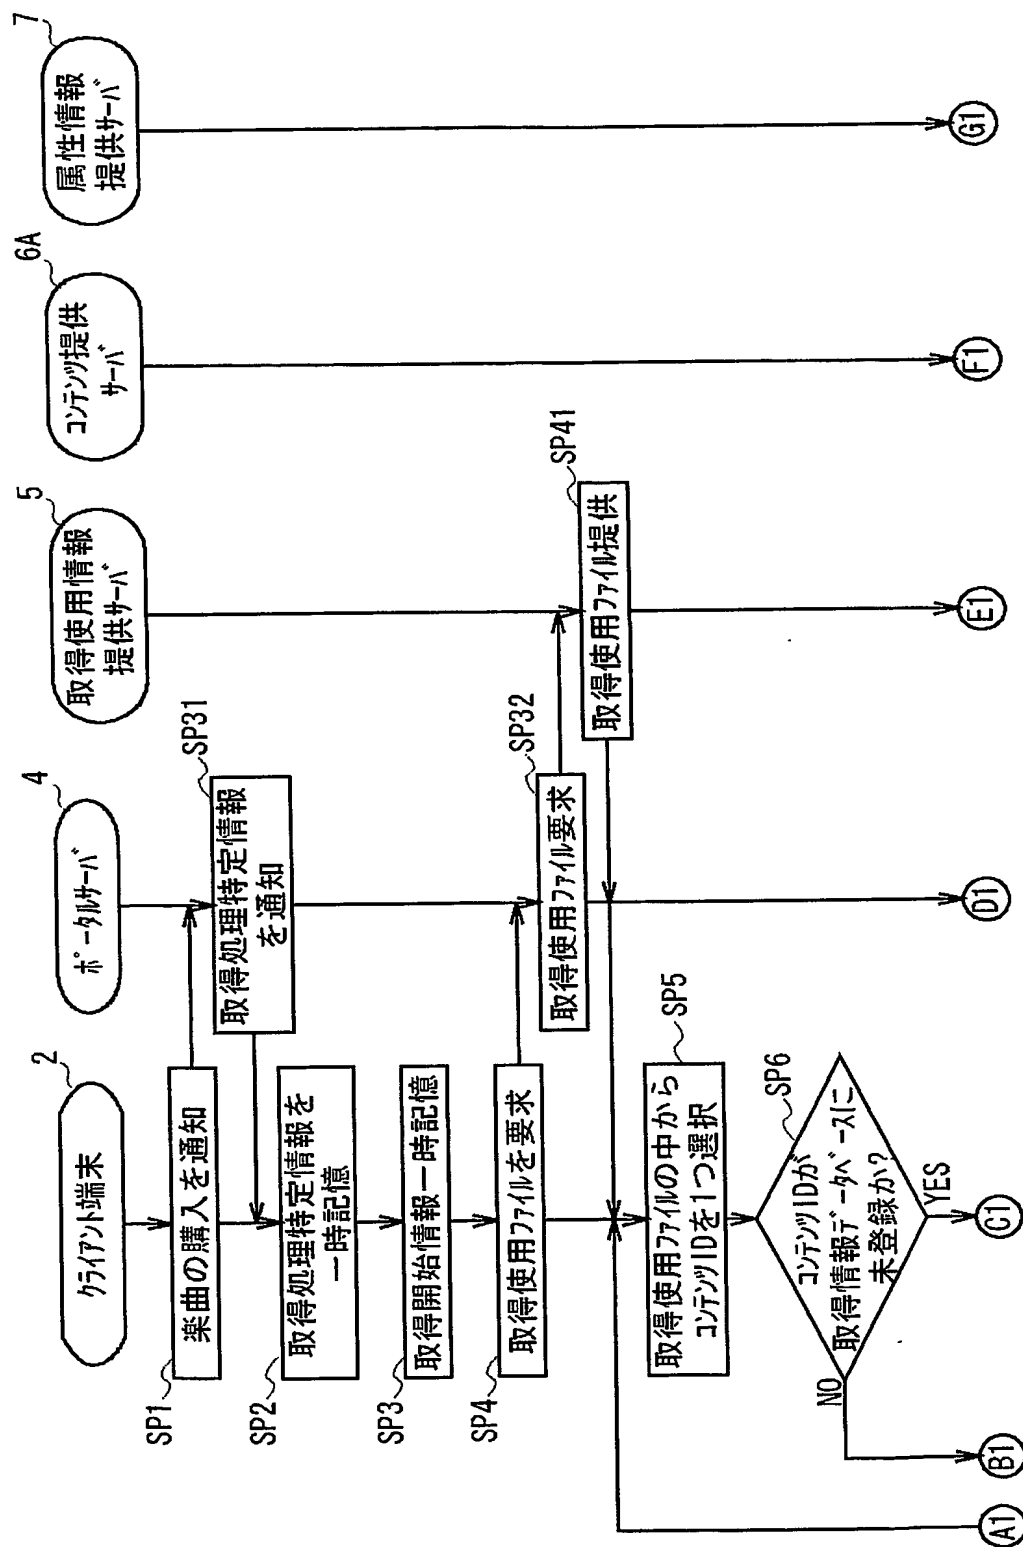 クライアント端末
2
ポータルサーバ
4
取得使用情報
提供サーバ
5
コンテンツ提供
サーバ
6A
属性情報
提供サーバ
7
SP1
楽曲の購入を通知
SP31
取得処理特定情報
を通知
SP2
取得処理特定情報を
一時記憶
SP3
取得開始情報一時記憶
SP4
取得使用ファイルを要求
SP32
取得使用ファイル要求
SP41
取得使用ファイル提供
SP5
取得使用ファイルの中から
コンテンツIDを1つ選択
SP6
コンテンツIDが
取得情報データベースに
未登録か?
NO
YES
A1
B1
C1
D1
E1
F1
G1